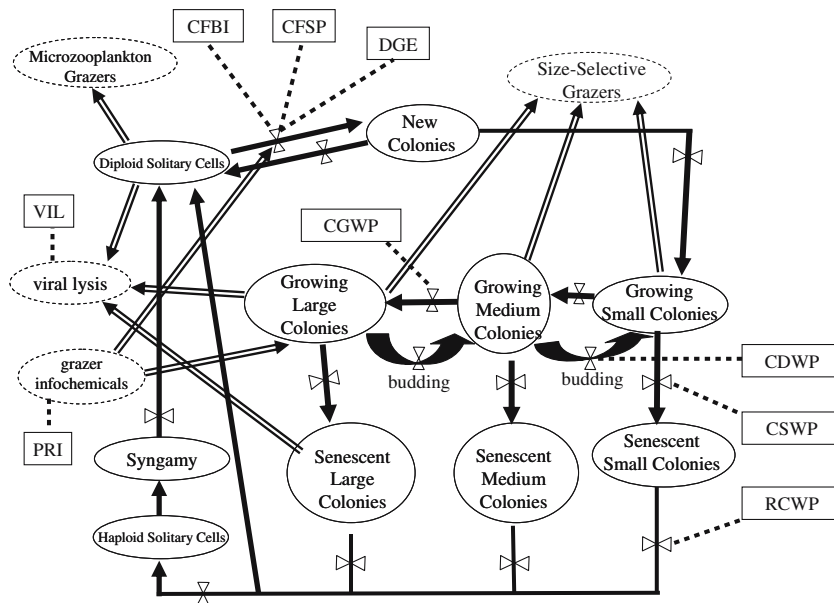 CFBI
CFSP
DGE
Microzooplankton
Grazers
Size-Selective
Grazers
New
Colonies
Diploid Solitary Cells
VIL
CGWP
viral lysis
Growing
Large
Colonies
Growing
Medium
Colonies
Growing
Small Colonies
grazer
infochemicals
budding
budding
CDWP
CSWP
PRI
Syngamy
Senescent
Large
Colonies
Senescent
Medium
Colonies
Senescent
Small Colonies
RCWP
Haploid Solitary Cells